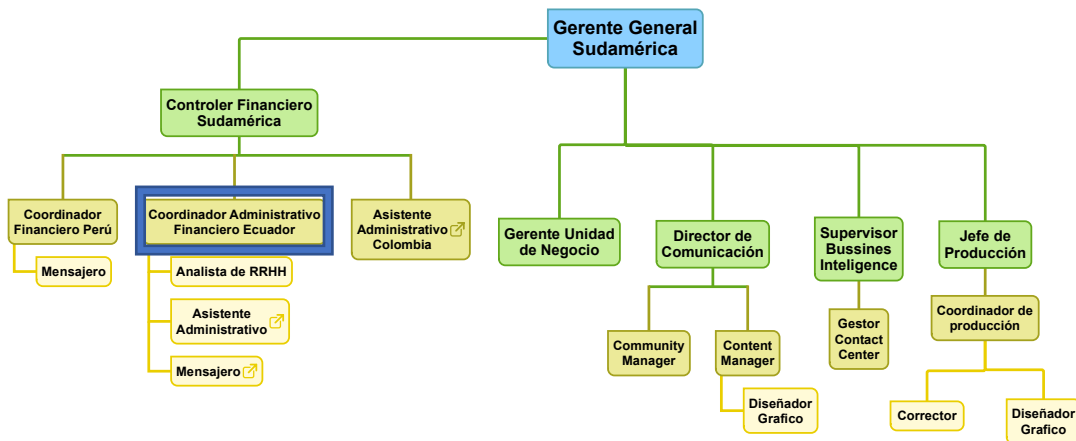 Gerente General
Sudamérica
Controler Financiero
Sudamérica
Coordinador
Financiero Perú
Mensajero
Coordinador Administrativo
Financiero Ecuador
Analista de RRHH
Asistente
Administrativo
Mensajero
Asistente
Administrativo
Colombia
Gerente Unidad
de Negocio
Director de
Comunicación
Community
Manager
Content
Manager
Diseñador
Grafico
Supervisor
Bussines
Inteligence
Gestor
Contact
Center
Jefe de
Producción
Coordinador de
producción
Corrector
Diseñador
Grafico